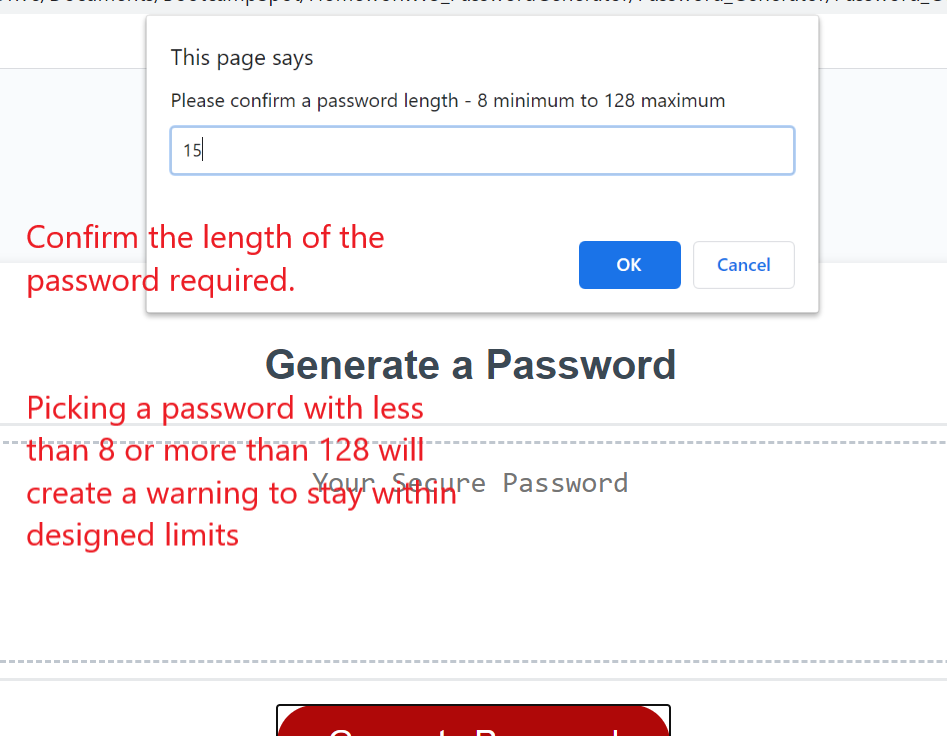 This page says
Please confirm a password length - 8 minimum to 128 maximum
15
Confirm the length of the
password required.
OK
Cancel
Generate a Password
Picking a password with less
than 8 or more than 128 will
create a warning to stay within
designed limits
Your Secure Password